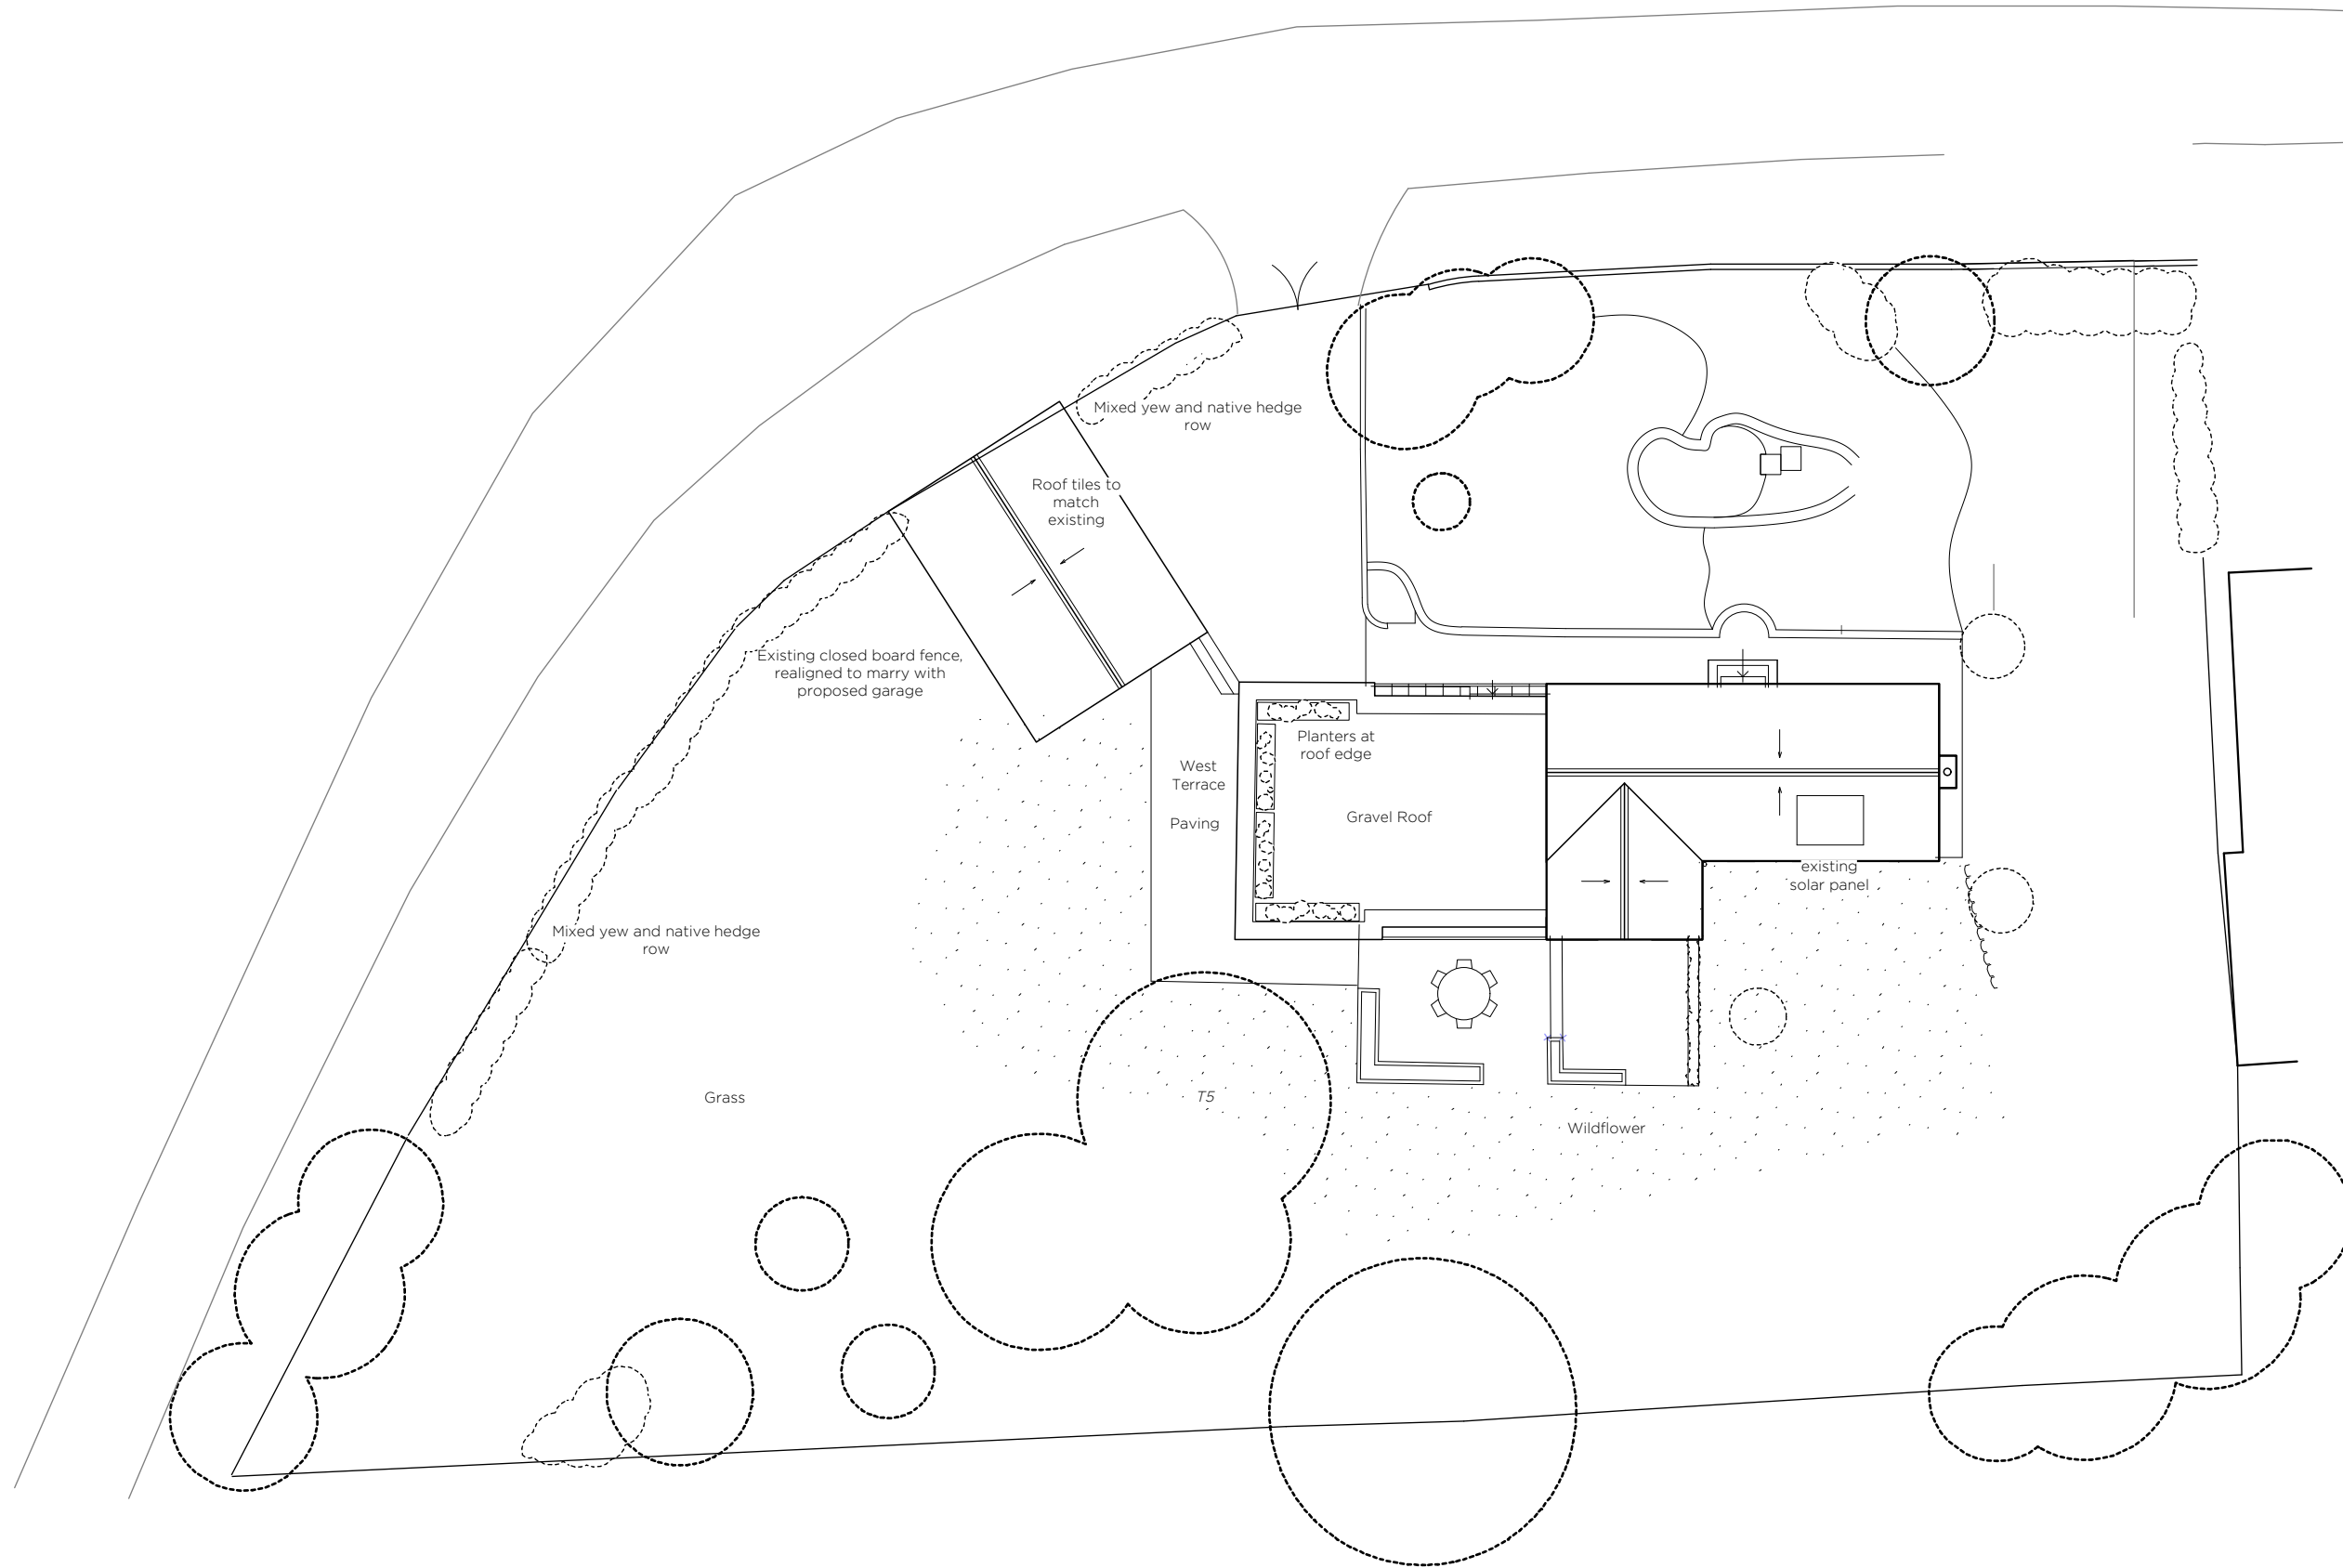 Mixed yew and native hedge
row
Roof tiles to
match
existing
Existing closed board fence,
realigned to marry with
proposed garage
Planters at
roof edge
West
Terrace
Paving
Gravel Roof
existing
solar panel
Mixed yew and native hedge
row
Grass
T5
Wildflower